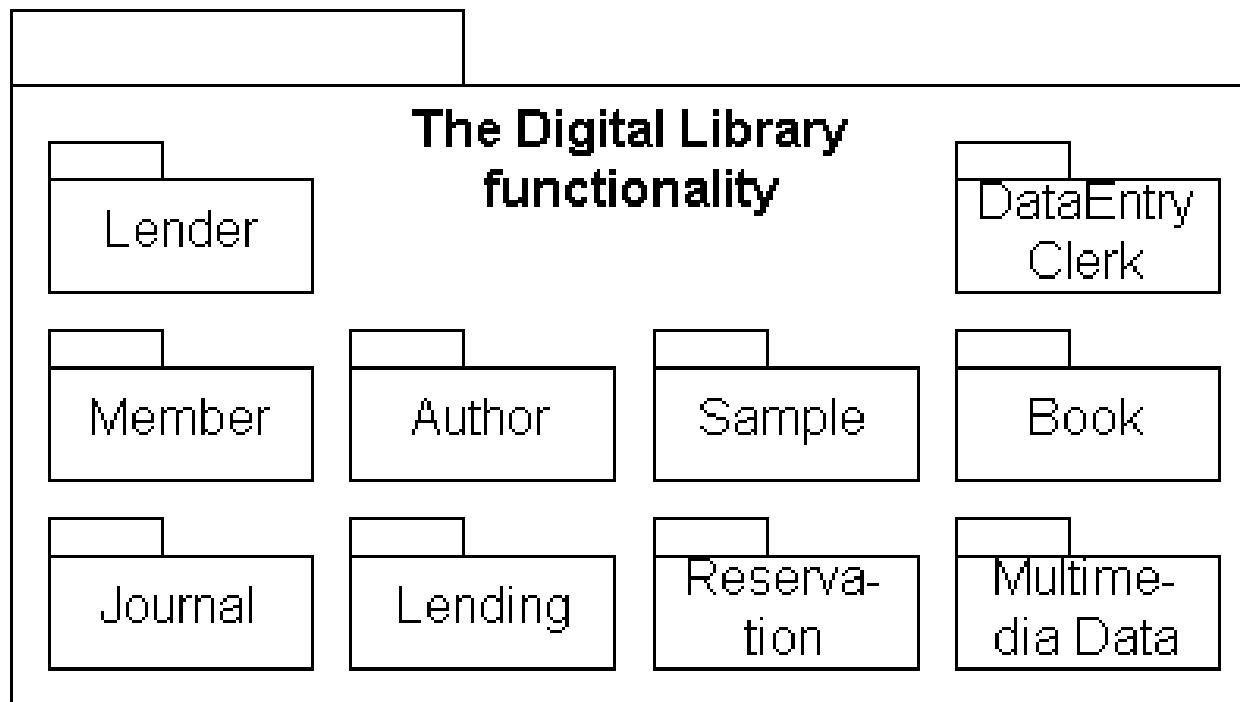 The Digital Library
functionality
Lender
DataEntry
Clerk
Member
Author
Sample
Book
Journal
Lending
Reserva-
tion
Multime-
dia Data